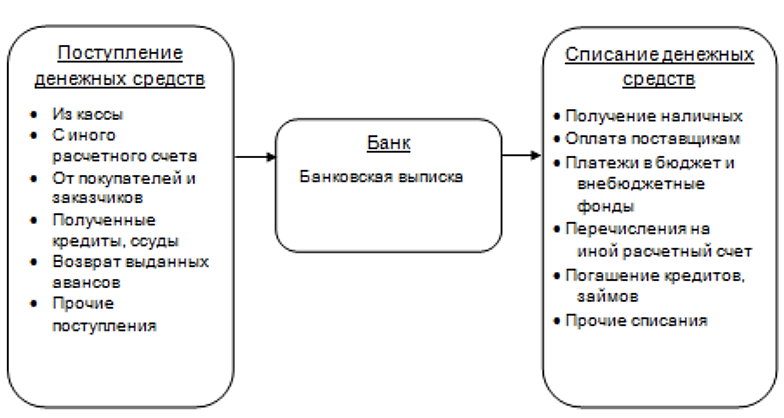 Поступление
денежных средств
• Из кассы
• С иного
расчетного счета
• От покупателей и
заказчиков
• Полученные
кредиты, ссуды
• Возврат выданных
авансов
• Прочие
поступления
Банк
Банковская выписка
Списание денежных
средств
• Получение наличных
• Оплата поставщикам
• Платежи в бюджет и
внебюджетные
фонды
• Перечисления на
иной расчетный счет
• Погашение кредитов,
займов
• Прочие списания